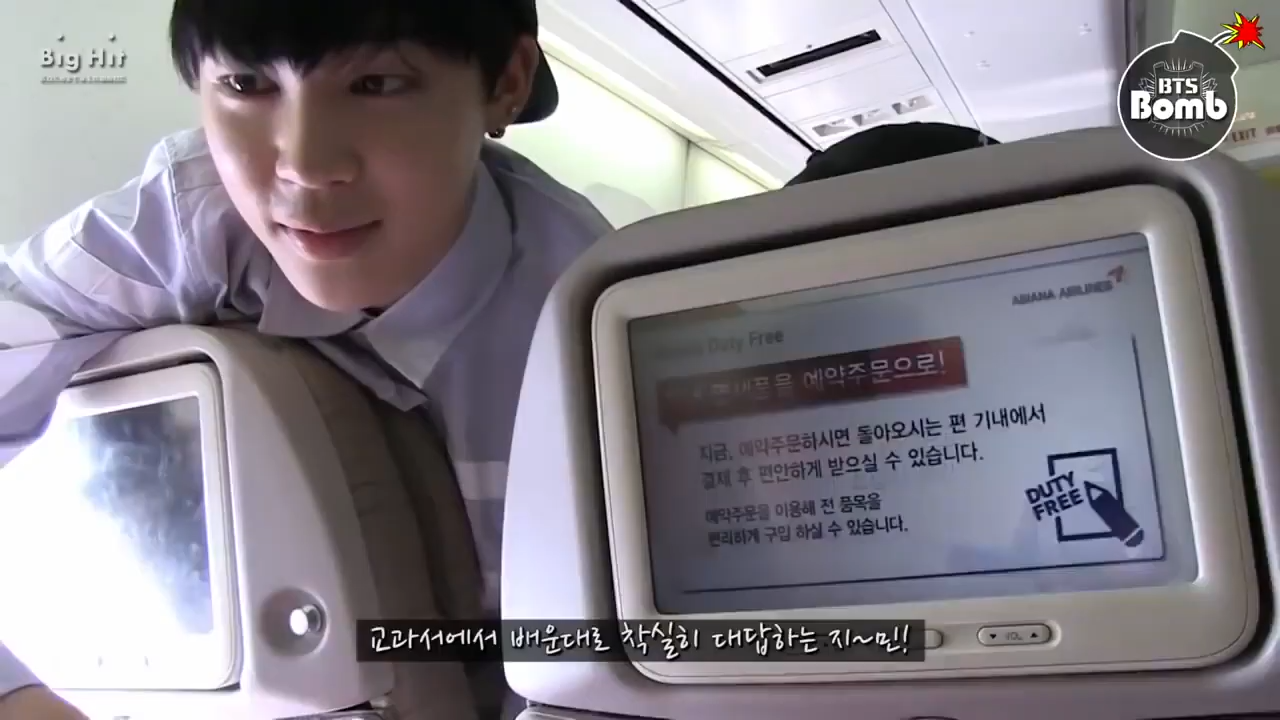 Big Hit
Entertainment
BTS
Bomb
EXIT
ASIANA AIRLINES
Duty Free
예약주문으로!
지금, 예약주문하시면 돌아오시는 편 기내에서
결제 후 편안하게 받으실 수 있습니다.
예약주문을 이용해 전 품목을
편리하게 구입 하실 수 있습니다.
DUTY
FREE
VOL
교과서에서 배운대로 착실히 대답하는 지~민!